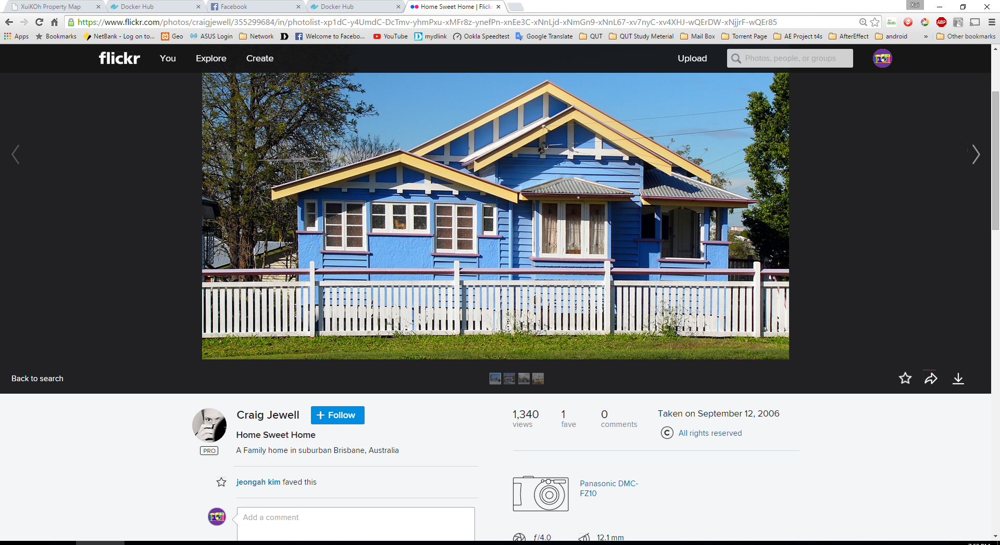 XuiKOh Property Map
Docker Hub
Facebook
Docker Hub
Home Sweet Home | Flickr
Xui
https://www.flickr.com/photos/craigjewell/355299684/in/photolist-xp1dC-y4UmdC-DcTmv-yhmPxu-xMFr8z-ynefPn-xnEe3C-xNnLjd-xNmGn9-xNnL67-xv7nyC-xv4XHJ-wQErDW-xNjjrF-wQEr85
deals
ABP
Apps
Bookmarks
NetBank - Log on to...
Geo
ASUS Login
Network
Welcome to Facebo...
YouTube
mydlink
Ookla Speedtest
Google Translate
QUT
QUT Study Meterial
Mail Box
Torrent Page
AE Project t4s
AfterEffect
android
»
Other bookmarks
flickr
You
Explore
Create
Upload
Photos, people, or groups
Back to search
Craig Jewell
+ Follow
PRO
Home Sweet Home
A Family home in suburban Brisbane, Australia
jeongah kim faved this
Add a comment
1,340
views
1
fave
0
comments
Taken on September 12, 2006
All rights reserved
Panasonic DMC-
FZ10
ƒ/4.0
12.1 mm